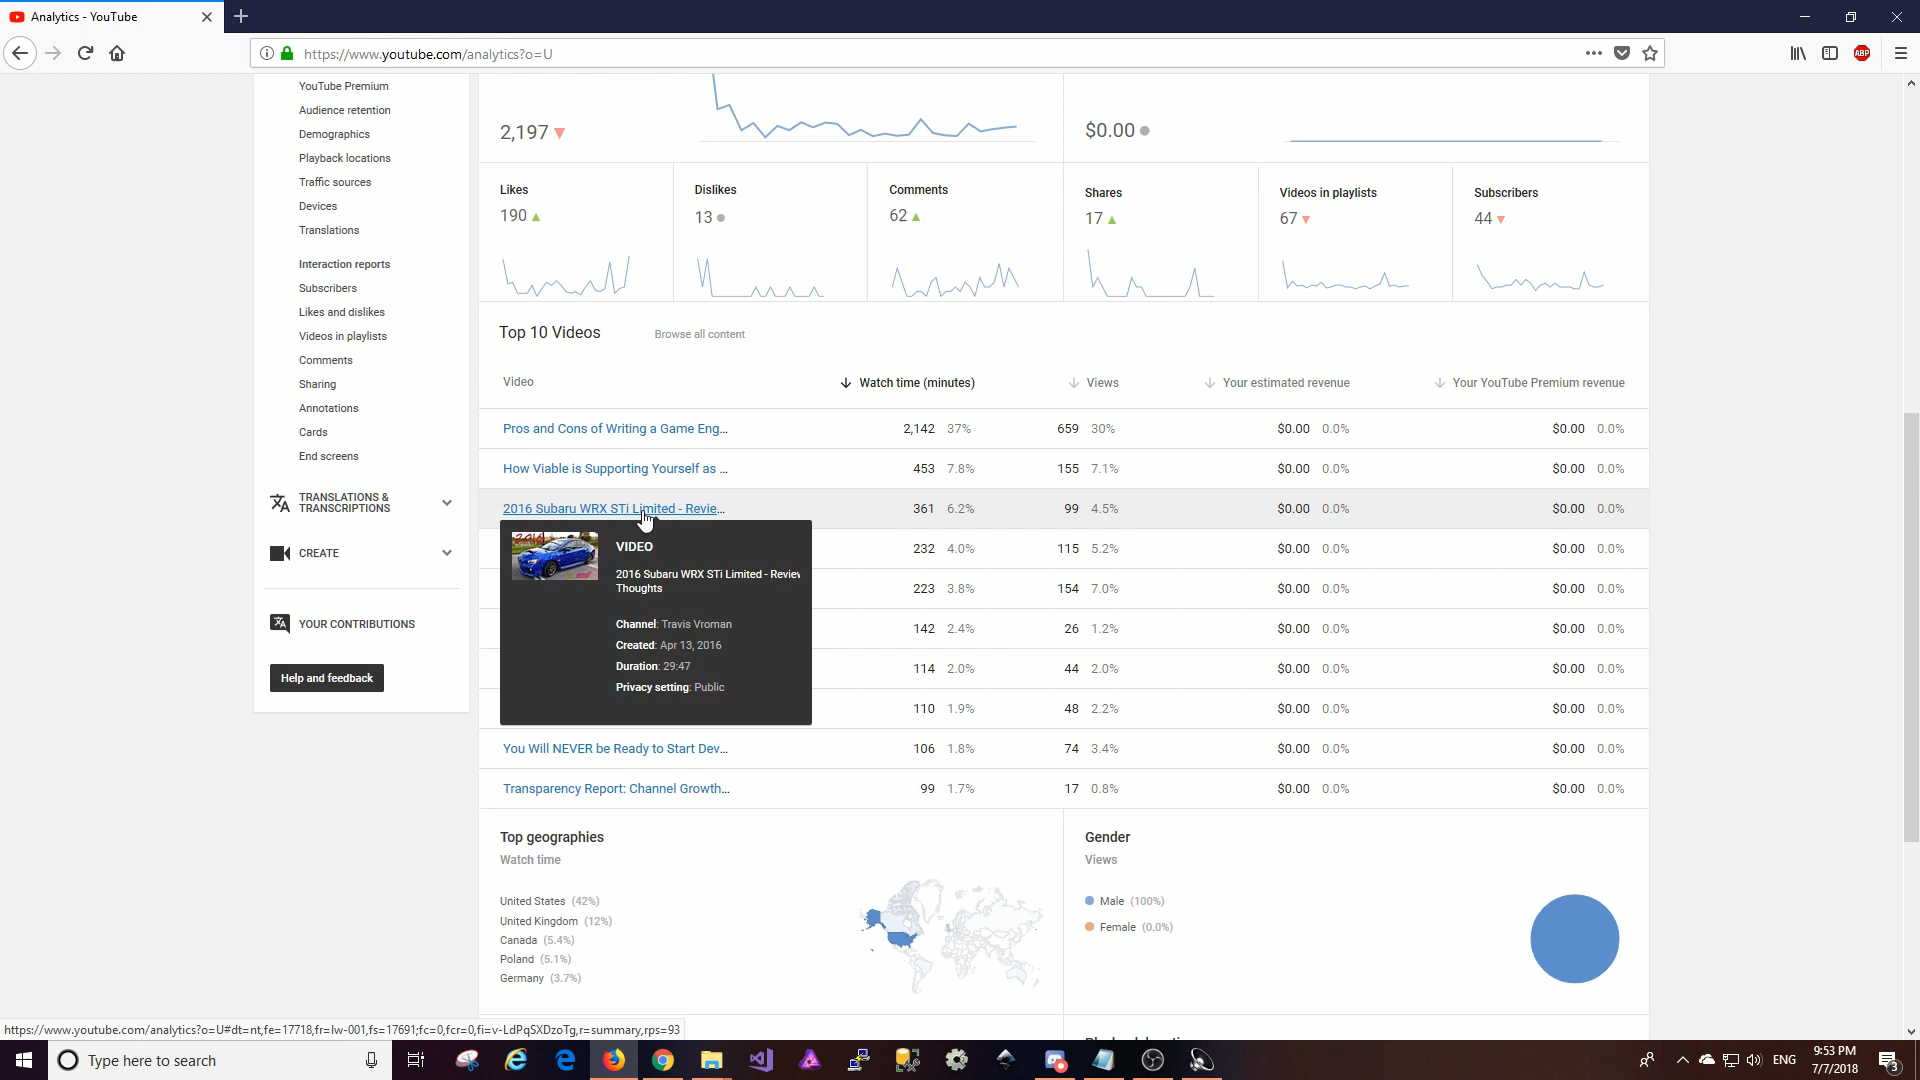 Analytics - YouTube
https://www.youtube.com/analytics?o=U
ABP
YouTube Premium
Audience retention
Demographics
Playback locations
Traffic sources
Devices
Translations
Interaction reports
Subscribers
Likes and dislikes
Videos in playlists
Comments
Sharing
Annotations
Cards
End screens
TRANSLATIONS &
TRANSCRIPTIONS
CREATE
YOUR CONTRIBUTIONS
Help and feedback
2,197
$0.00
Likes
190
Dislikes
13
Comments
62
Shares
17
Videos in playlists
67
Subscribers
44
Top 10 Videos Browse all content
Video Watch time (minutes) Views Your estimated revenue Your YouTube Premium revenue
Pros and Cons of Writing a Game Eng... 2,142 37% 659 30% $0.00 0.0% $0.00 0.0%
How Viable is Supporting Yourself as ... 453 7.8% 155 7.1% $0.00 0.0% $0.00 0.0%
2016 Subaru WRX STi Limited - Revie... 361 6.2% 99 4.5% $0.00 0.0% $0.00 0.0%
232 4.0% 115 5.2% $0.00 0.0% $0.00 0.0%
223 3.8% 154 7.0% $0.00 0.0% $0.00 0.0%
142 2.4% 26 1.2% $0.00 0.0% $0.00 0.0%
114 2.0% 44 2.0% $0.00 0.0% $0.00 0.0%
110 1.9% 48 2.2% $0.00 0.0% $0.00 0.0%
You Will NEVER be Ready to Start Dev... 106 1.8% 74 3.4% $0.00 0.0% $0.00 0.0%
Transparency Report: Channel Growth... 99 1.7% 17 0.8% $0.00 0.0% $0.00 0.0%
2016
VIDEO
2016 Subaru WRX STi Limited - Review
Thoughts
Channel: Travis Vroman
Created: Apr 13, 2016
Duration: 29:47
Privacy setting: Public
Top geographies
Watch time
United States (42%)
United Kingdom (12%)
Canada (5.4%)
Poland (5.1%)
Germany (3.7%)
Gender
Views
Male (100%)
Female (0.0%)
https://www.youtube.com/analytics?o=U#dt=nt,fe=17718,fr=lw-001,fs=17691;fc=0,fcr=0,fi=v-LdPqSXDzoTg,r=summary,rps=93
Type here to search
ENG
9:53 PM
7/7/2018
3